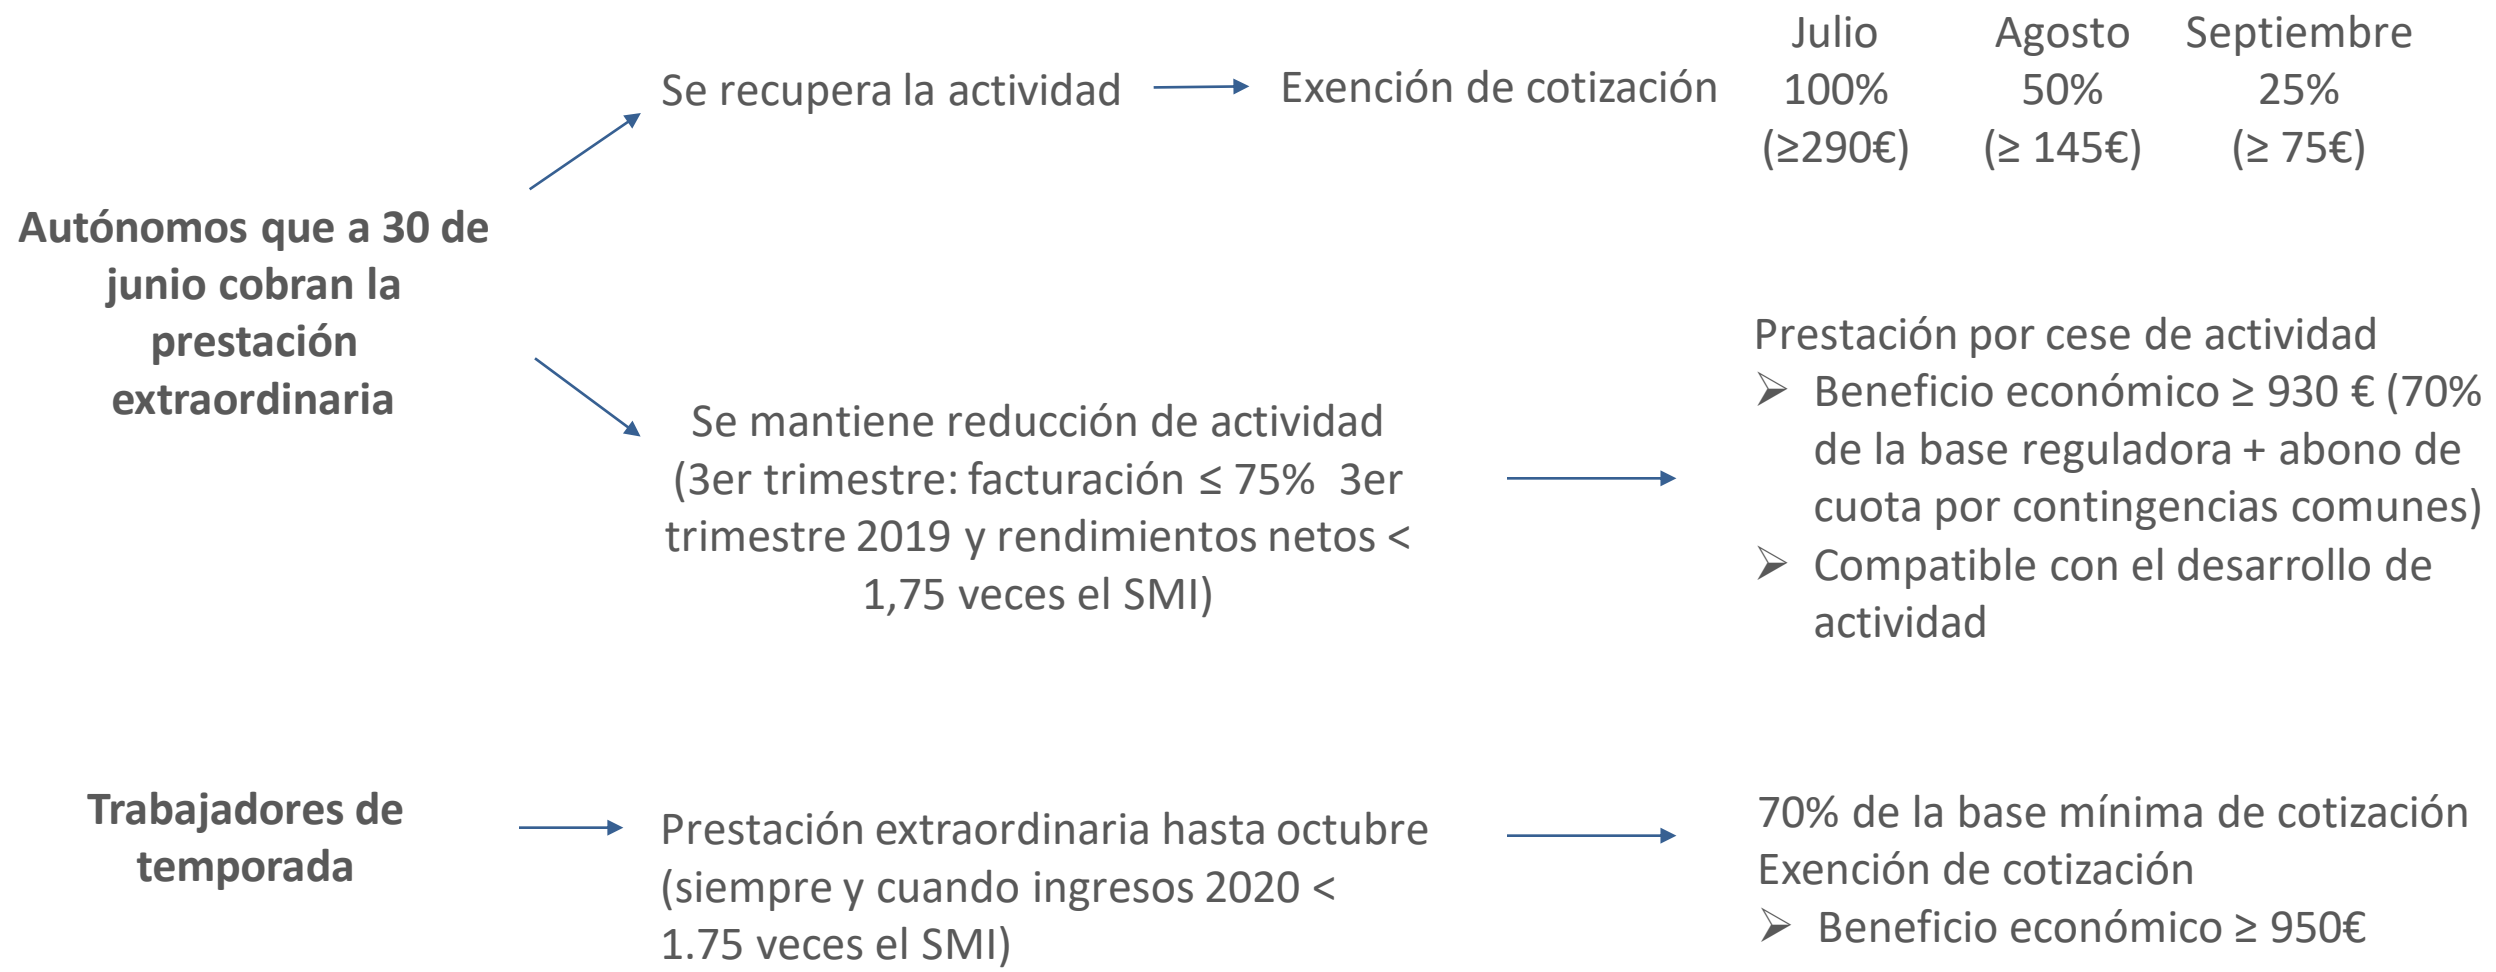 Autónomos que a 30 de
junio cobran la
prestación
extraordinaria
Se recupera la actividad
Exención de cotización
Julio
100%
(≥290€)
Agosto
50%
(≥ 145€)
Septiembre
25%
(≥ 75€)
Se mantiene reducción de actividad
(3er trimestre: facturación ≤ 75% 3er
trimestre 2019 y rendimientos netos <
1,75 veces el SMI)
Prestación por cese de actividad
➢ Beneficio económico ≥ 930 € (70%
de la base reguladora + abono de
cuota por contingencias comunes)
➢ Compatible con el desarrollo de
actividad
Trabajadores de
temporada
Prestación extraordinaria hasta octubre
(siempre y cuando ingresos 2020 <
1.75 veces el SMI)
70% de la base mínima de cotización
Exención de cotización
➢ Beneficio económico ≥ 950€